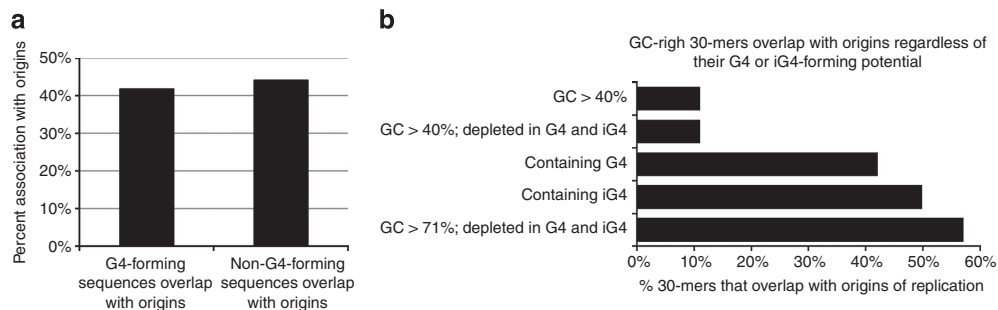 a
Percent association with origins
50%
40%
30%
20%
10%
0%
G4-forming
sequences overlap
with origins
Non-G4-forming
sequences overlap
with origins
b
GC-righ 30-mers overlap with origins regardless of
their G4 or iG4-forming potential
GC > 40%
GC > 40%; depleted in G4 and iG4
Containing G4
Containing iG4
GC > 71%; depleted in G4 and iG4
0% 10% 20% 30% 40% 50% 60%
% 30-mers that overlap with origins of replication